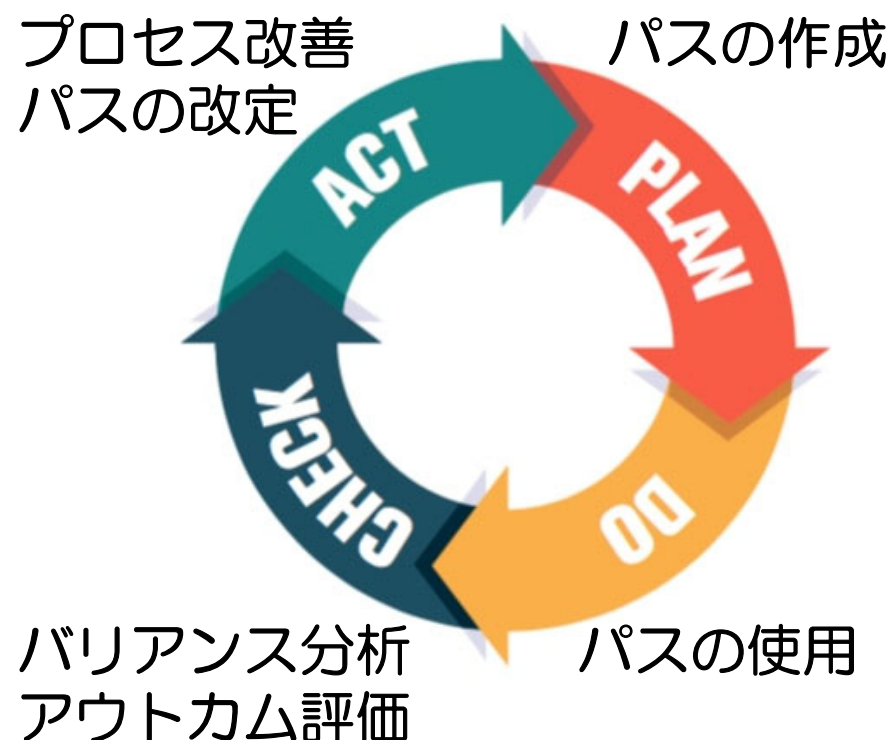 プロセス改善
パスの改定
パスの作成
ACT
PLAN
CHECK
DO
バリアンス分析
アウトカム評価
パスの使用